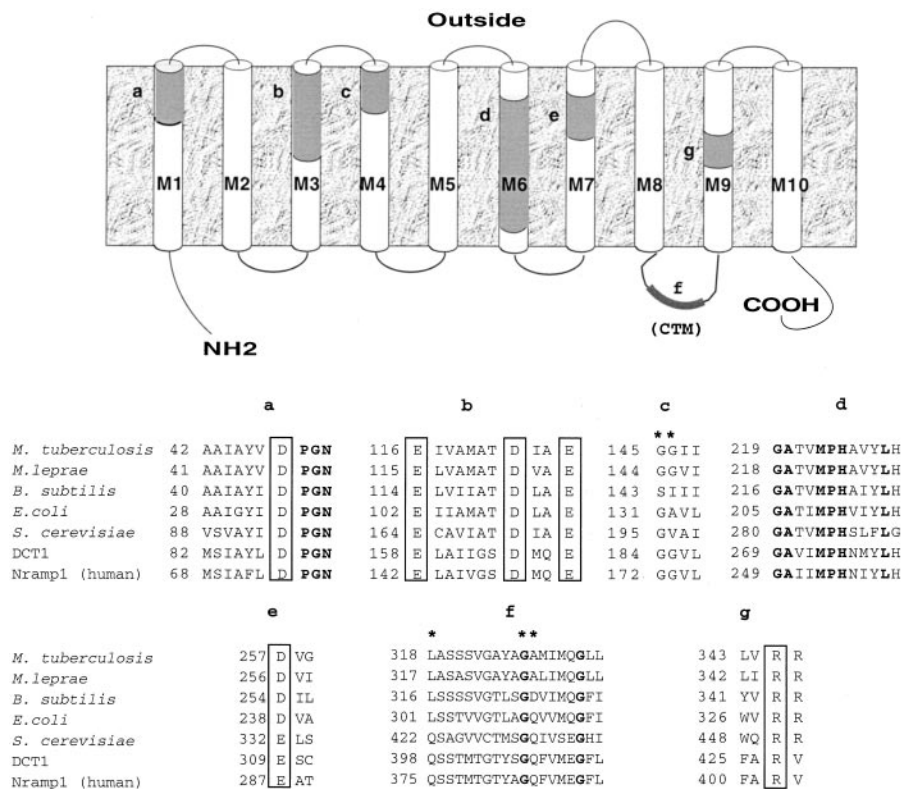 Outside
a b c d e g
M1 M2 M3 M4 M5 M6 M7 M8 M9 M10
f
(CTM)
NH2
COOH
a b c d
**
M. tuberculosis 42 AAIAYV D PGN 116 E IVAMAT D IA E 145 GGII 219 GATVMPHAVYLH
M.leprae 41 AAIAYV D PGN 115 E LVAMAT D VA E 144 GGVI 218 GATVMPHAVYLH
B. subtilis 40 AAIAYI D PGN 114 E LVIIAT D LA E 143 SIII 216 GATVMPHAIYLH
E.coli 28 AAIGYI D PGN 102 E IIAMAT D LA E 131 GAVL 205 GATIMPHVIYLH
S. cerevisiae 88 VSVAYI D PGN 164 E CAVIAT D IA E 195 GVAI 280 GATVMPHSLFLG
DCT1 82 MSIAYL D PGN 158 E LAIIGS D MQ E 184 GGVL 269 GAVIMPHNMYLH
Nramp1 (human) 68 MSIAFL D PGN 142 E LAIVGS D MQ E 172 GGVL 249 GAIIMPHNIYLH
e f g
* **
M. tuberculosis 257 D VG 318 LASSSVGAYAGAMIMQGLL 343 LV R R
M.leprae 256 D VI 317 LASASVGAYAGALIMQGLL 342 LI R R
B. subtilis 254 D IL 316 LSSSSVGTLSGDVIMQGFI 341 YV R R
E.coli 238 D VA 301 LSSTVVGTLAGQVVMQGFI 326 WV R R
S. cerevisiae 332 E LS 422 QSAGVVCTMSGQIVSEGHI 448 WQ R R
DCT1 309 E SC 398 QSSTMTGTYSGQFVMEGFL 425 FA R V
Nramp1 (human) 287 E AT 375 QSSTMTGTYAGQFVMEGFL 400 FA R V